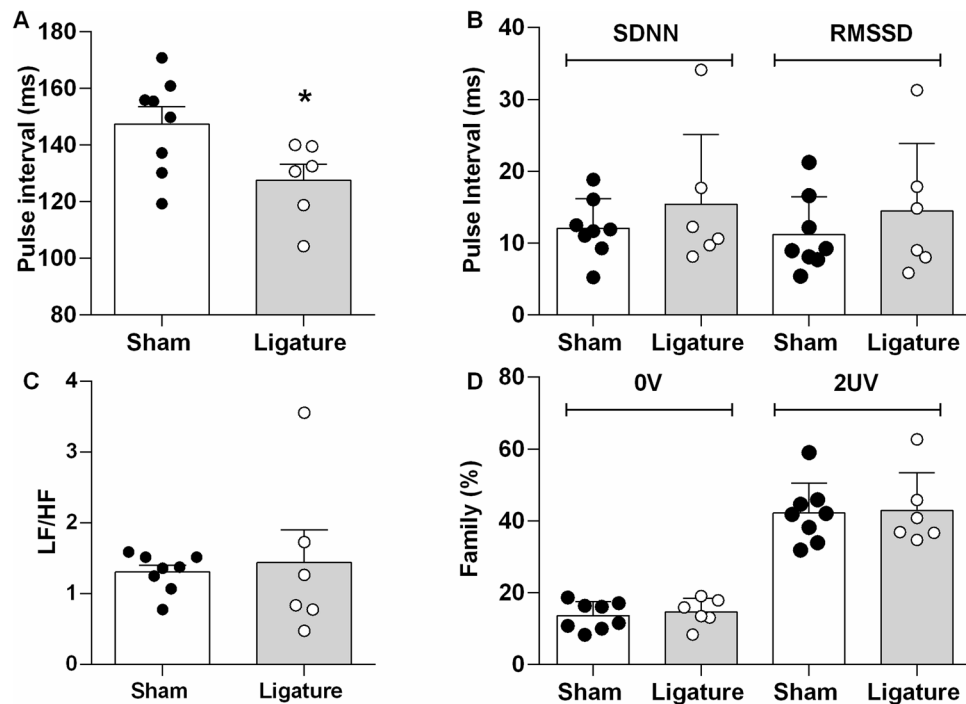 A
Pulse interval (ms)
180
160
140
120
100
80
*
Sham
Ligature
B
SDNN
RMSSD
Pulse Interval (ms)
40
30
20
10
0
Sham
Ligature
Sham
Ligature
C
LF/HF
4
3
2
1
0
Sham
Ligature
D
0V
2UV
Family (%)
80
60
40
20
0
Sham
Ligature
Sham
Ligature